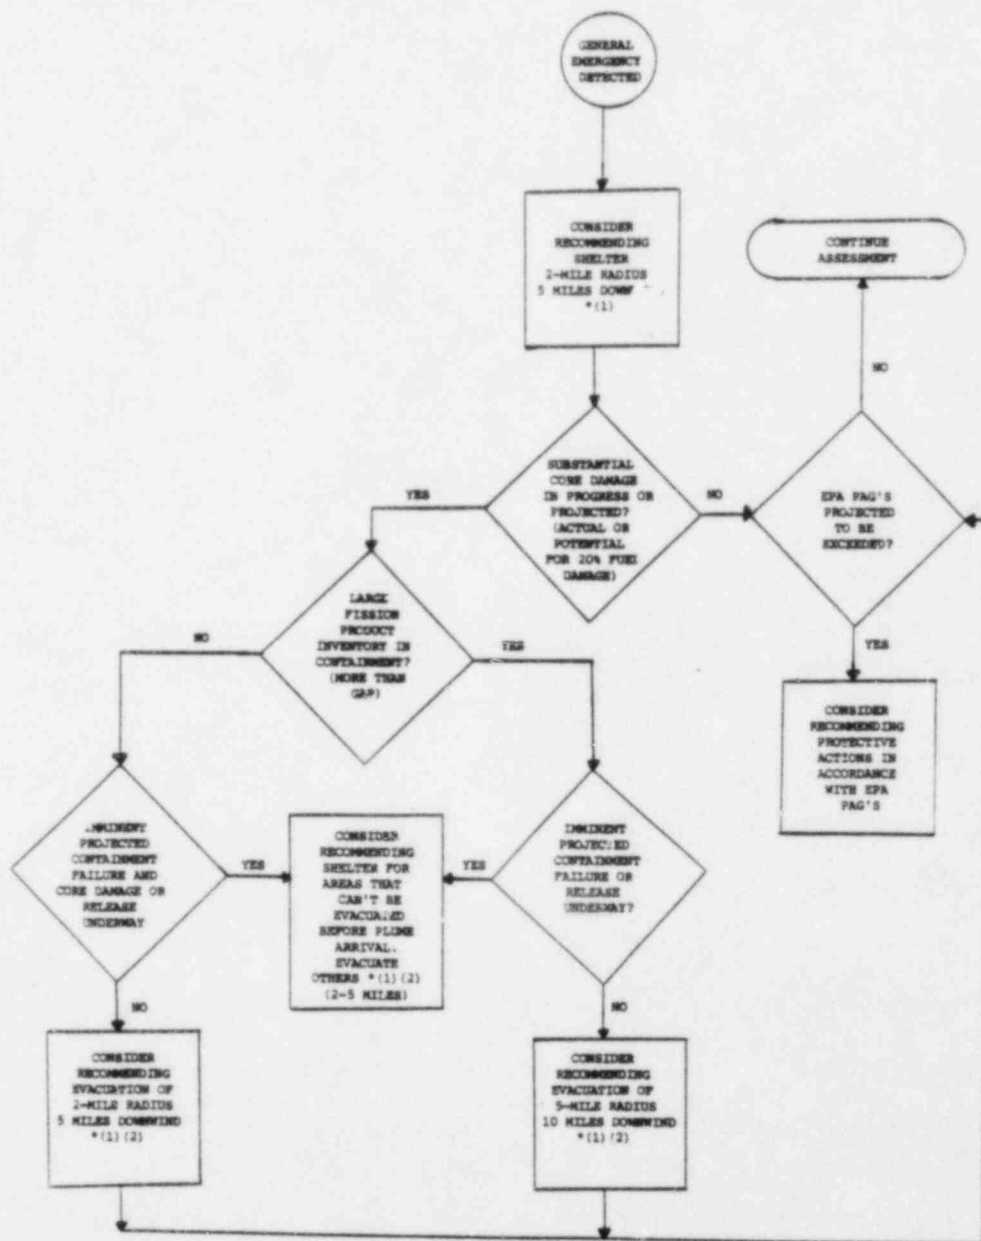 GENERAL
EMERGENCY
DETECTED
CONSIDER
RECOMMENDING
SHELTER
2-MILE RADIUS
5 MILES DOWN
*(1)
CONTINUE
ASSESSMENT
NO
SUBSTANTIAL
CORE DAMAGE
IN PROGRESS OR
PROJECTED?
(ACTUAL OR
POTENTIAL
FOR 20% FUEL
DAMAGE)
YES
NO
EPA PAG'S
PROJECTED
TO BE
EXCEEDED?
YES
CONSIDER
RECOMMENDING
PROTECTIVE
ACTIONS IN
ACCORDANCE
WITH EPA
PAG'S
LARGE
FISSION
PRODUCT
INVENTORY IN
CONTAINMENT?
(MORE THAN
GAP)
NO
YES
IMMINENT
PROJECTED
CONTAINMENT
FAILURE AND
CORE DAMAGE OR
RELEASE
UNDERWAY
YES
CONSIDER
RECOMMENDING
SHELTER FOR
AREAS THAT
CAN'T BE
EVACUATED
BEFORE PLUME
ARRIVAL.
EVACUATE
OTHERS *(1)(2)
(2-5 MILES)
YES
IMMINENT
PROJECTED
CONTAINMENT
FAILURE OR
RELEASE
UNDERWAY?
NO
NO
CONSIDER
RECOMMENDING
EVACUATION OF
2-MILE RADIUS
5 MILES DOWNWIND
*(1)(2)
CONSIDER
RECOMMENDING
EVACUATION OF
5-MILE RADIUS
10 MILES DOWNWIND
*(1)(2)